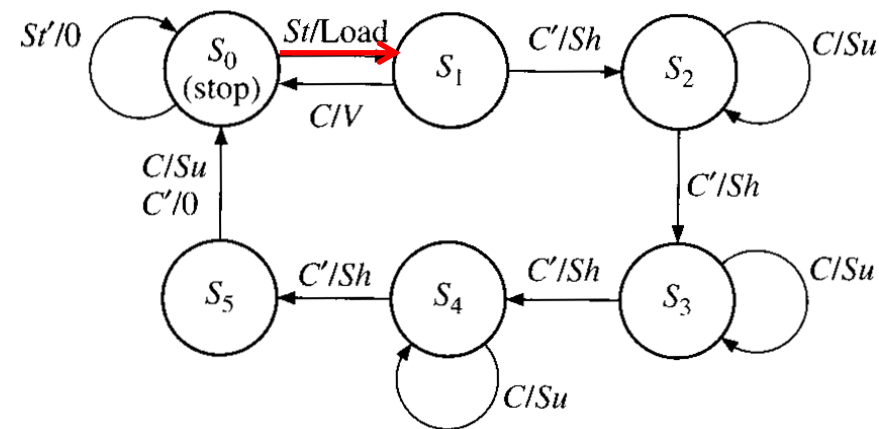 St′/0
S0
(stop)
St/Load
S1
C′/Sh
S2
C/Su
C/V
C/Su
C′/0
C′/Sh
S5
C′/Sh
S4
C′/Sh
S3
C/Su
C/Su